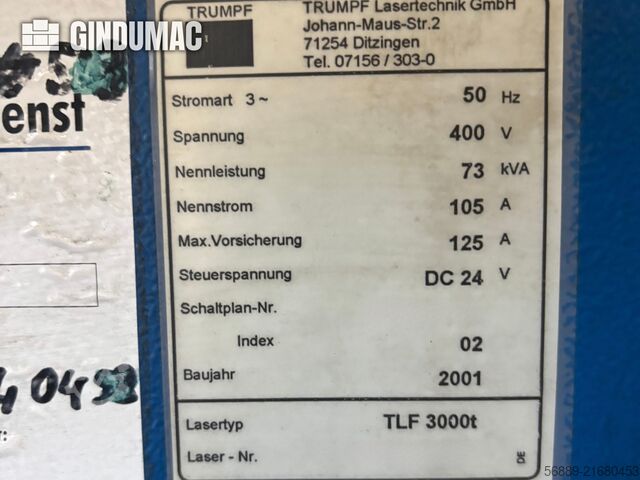 GINDUMAC
enst
0433
TRUMPF
TRUMPF Lasertechnik GmbH
Johann-Maus-Str.2
71254 Ditzingen
Tel. 07156 / 303-0
Stromart 3 ~ 50 Hz
Spannung 400 V
Nennleistung 73 kVA
Nennstrom 105 A
Max.Vorsicherung 125 A
Steuerspannung DC 24 V
Schaltplan-Nr.
Index 02
Baujahr 2001
Lasertyp TLF 3000t
Laser - Nr.
DE
56889-21680453